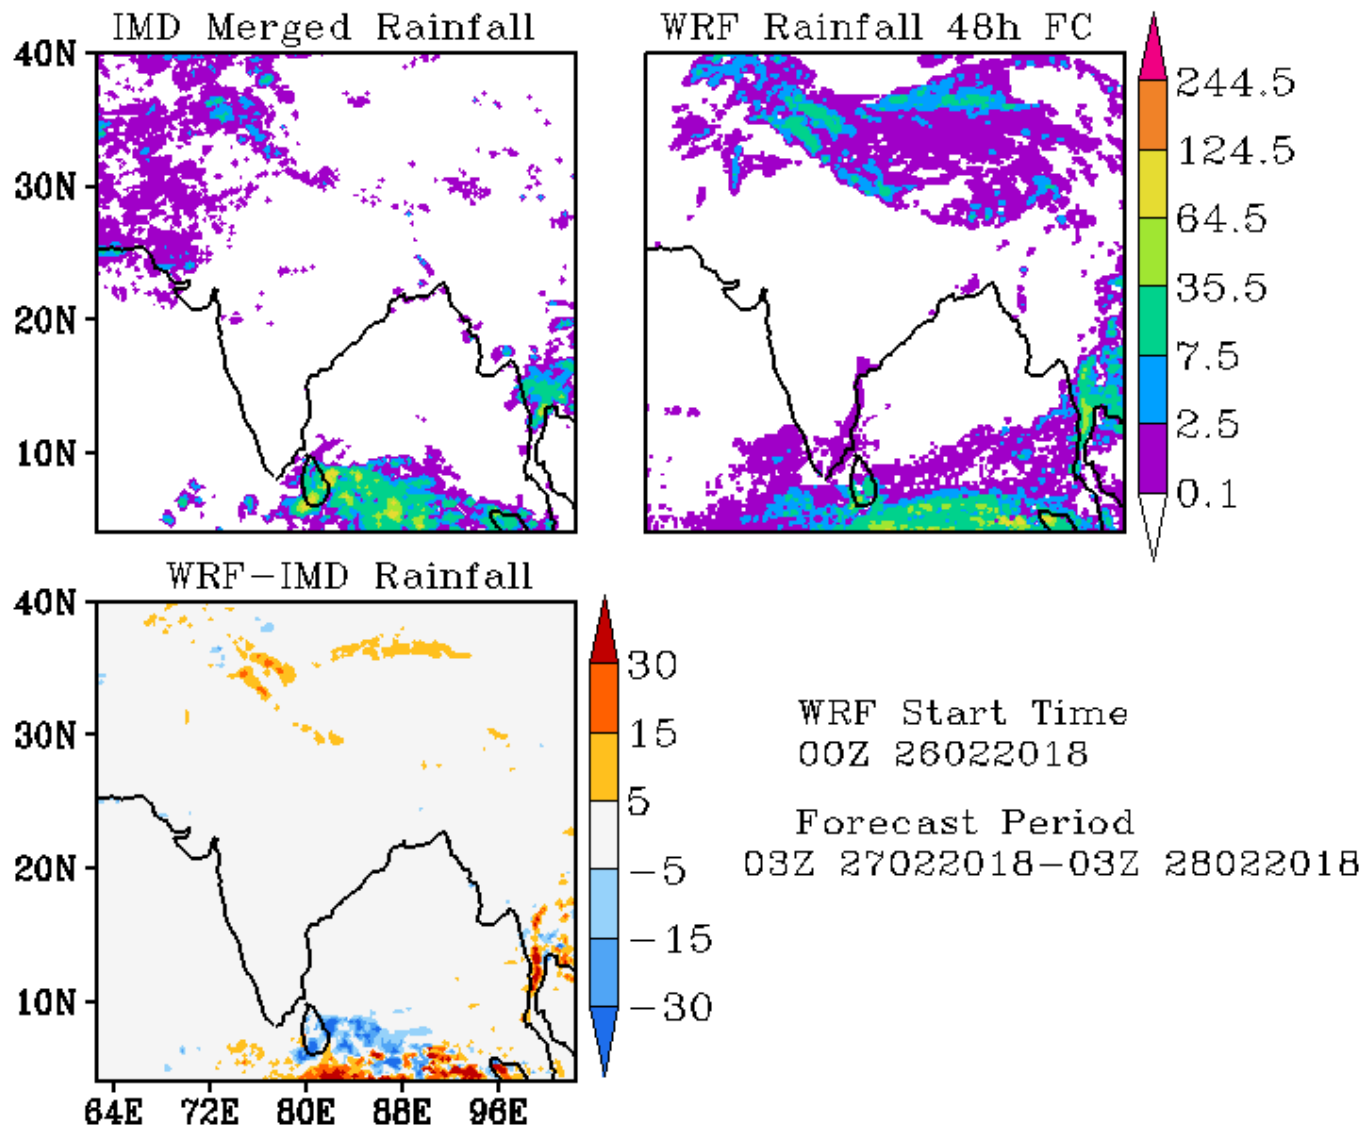 IMD Merged Rainfall
40N
30N
20N
10N
WRF Rainfall 48h FC
244.5
124.5
64.5
35.5
7.5
2.5
0.1
WRF-IMD Rainfall
40N
30N
20N
10N
64E 72E 80E 88E 96E
30
15
5
-5
-15
-30
WRF Start Time
00Z 26022018
Forecast Period
03Z 27022018-03Z 28022018